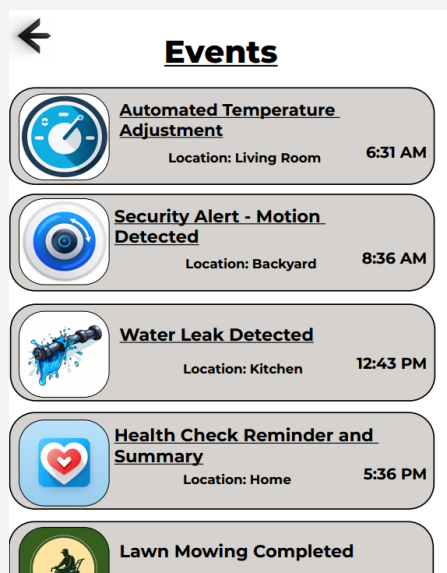 Events
Automated Temperature
Adjustment
Location: Living Room
6:31 AM
Security Alert - Motion
Detected
Location: Backyard
8:36 AM
Water Leak Detected
Location: Kitchen
12:43 PM
Health Check Reminder and
Summary
Location: Home
5:36 PM
Lawn Mowing Completed